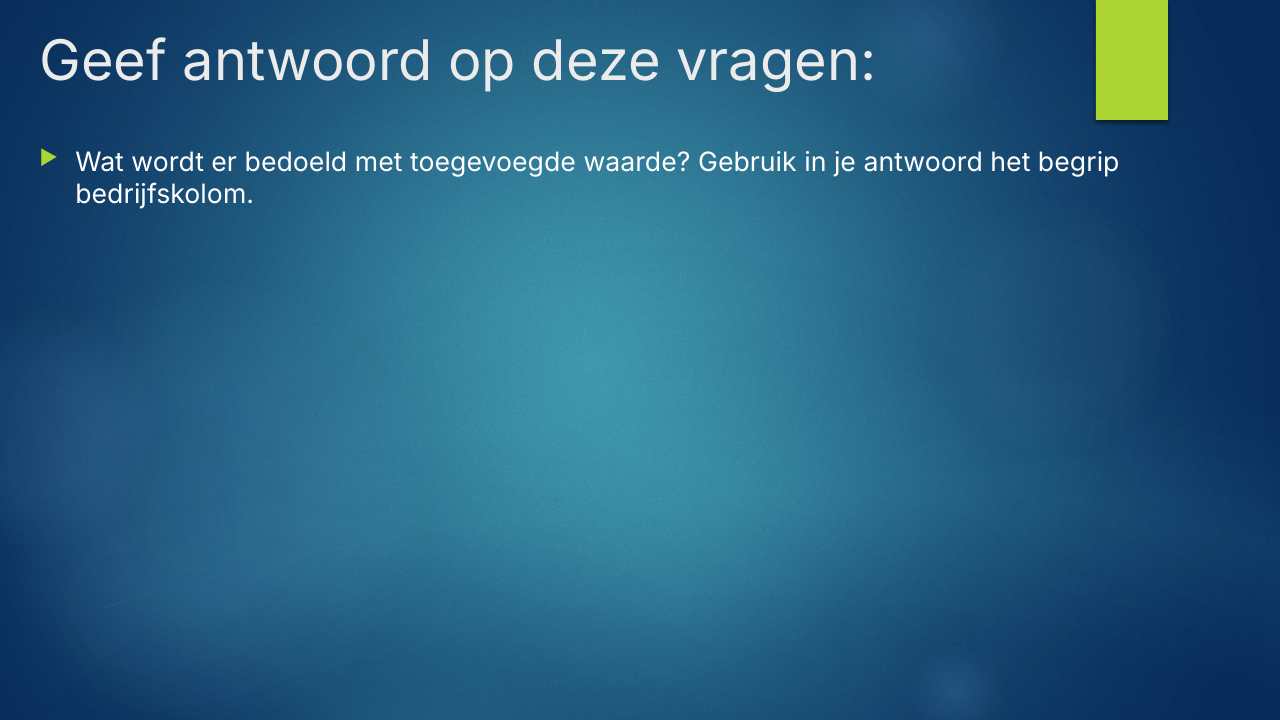 Geef antwoord op deze vragen:
Wat wordt er bedoeld met toegevoegde waarde? Gebruik in je antwoord het begrip
bedrijfskolom.